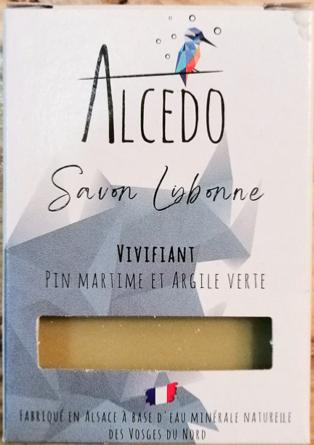 ALCEDO
Savon Lybonne
VIVIFIANT
PIN MARTIME ET ARGILE VERTE
FABRIQUÉ EN ALSACE À BASE D'EAU MINÉRALE NATURELLE
DES VOSGES DU NORD